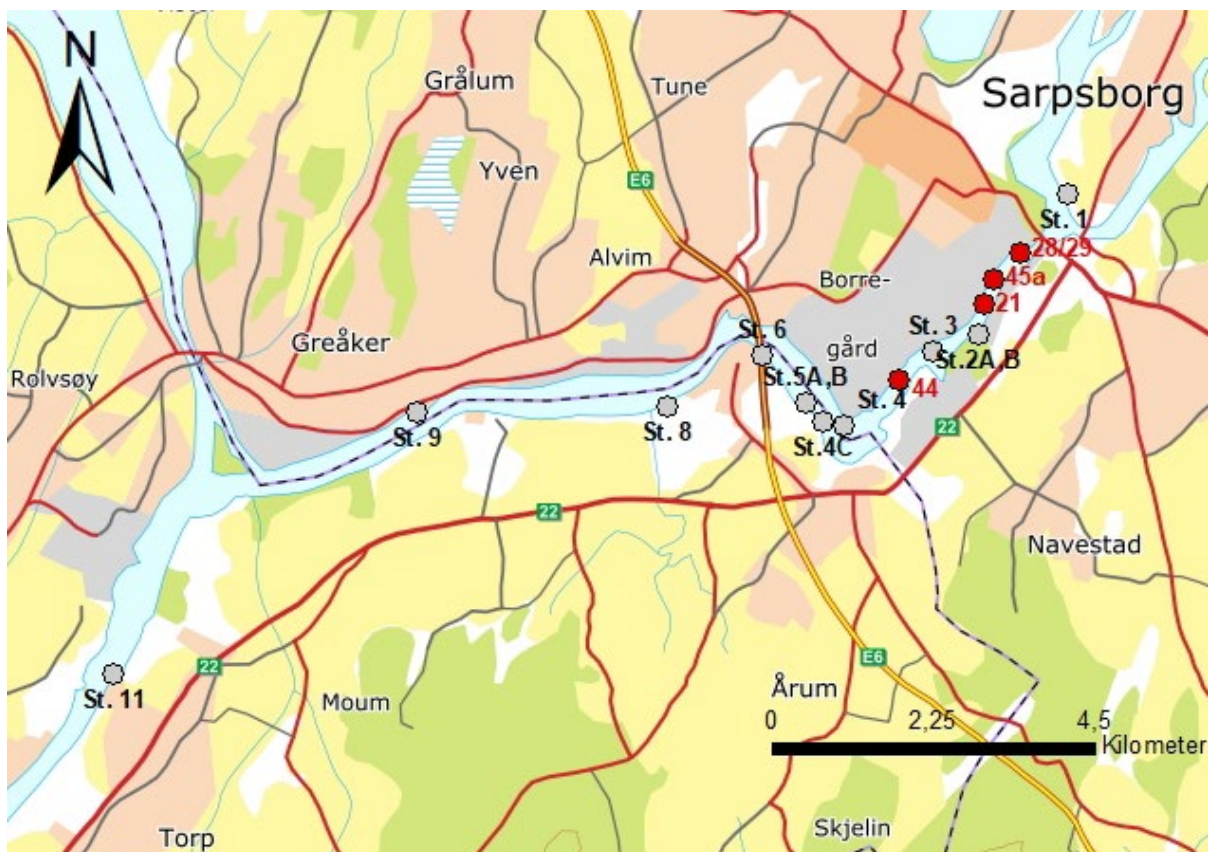 N
Grålum
Tune
Sarpsborg
Yven
E6
St. 1
28/29
Alvim
Borre-
45a
21
St. 6
St. 3
Greåker
gård
St.2A,B
Rolvsøy
St.5A,B
44
St. 4
St. 9
St. 8
St.4C
22
22
Navestad
E6
22
St. 11
Moum
Årum
0 2,25 4,5
Kilometer
Torp
Skjelin